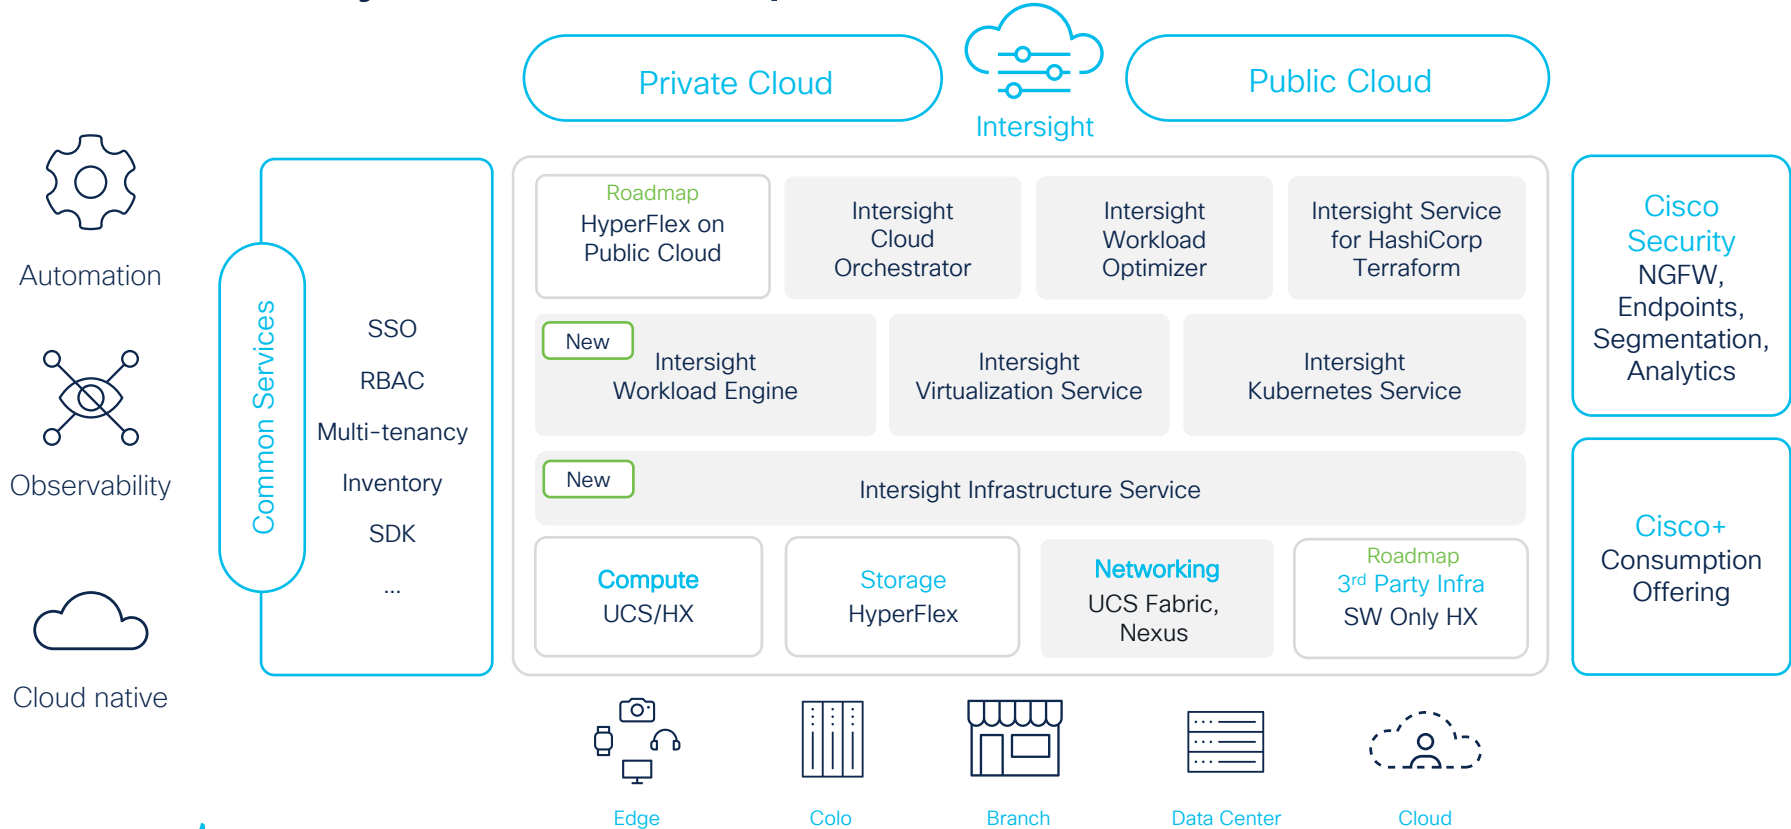 Private Cloud
Intersight
Public Cloud
Automation
Observability
Cloud native
Common Services
SSO
RBAC
Multi-tenancy
Inventory
SDK
...
Roadmap
HyperFlex on
Public Cloud
Intersight
Cloud
Orchestrator
Intersight
Workload
Optimizer
Intersight Service
for HashiCorp
Terraform
New
Intersight
Workload Engine
Intersight
Virtualization Service
Intersight
Kubernetes Service
New
Intersight Infrastructure Service
Compute
UCS/HX
Storage
HyperFlex
Networking
UCS Fabric,
Nexus
Roadmap
3rd Party Infra
SW Only HX
Cisco
Security
NGFW,
Endpoints,
Segmentation,
Analytics
Cisco+
Consumption
Offering
Edge
Colo
Branch
Data Center
Cloud